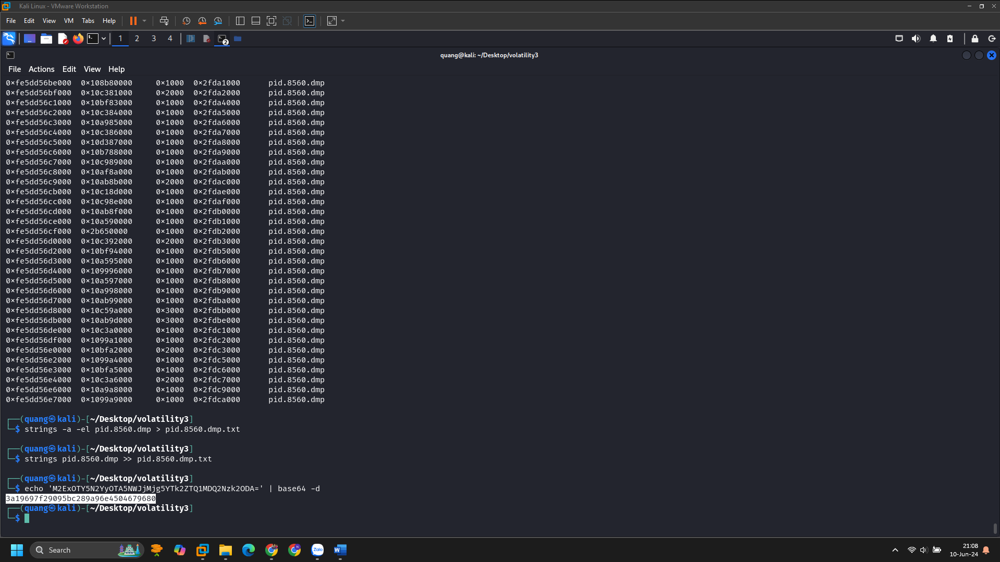 Kali Linux - VMware Workstation
File Edit View VM Tabs Help
1 2 3 4
2
quang@kali: ~/Desktop/volatility3
File Actions Edit View Help
0×fe5dd56be000 0×108b80000 0×1000 0×2fda1000 pid.8560.dmp
0×fe5dd56bf000 0×10c381000 0×2000 0×2fda2000 pid.8560.dmp
0×fe5dd56c1000 0×10bf83000 0×1000 0×2fda4000 pid.8560.dmp
0×fe5dd56c2000 0×10c384000 0×1000 0×2fda5000 pid.8560.dmp
0×fe5dd56c3000 0×10a985000 0×1000 0×2fda6000 pid.8560.dmp
0×fe5dd56c4000 0×10c386000 0×1000 0×2fda7000 pid.8560.dmp
0×fe5dd56c5000 0×10d387000 0×1000 0×2fda8000 pid.8560.dmp
0×fe5dd56c6000 0×10b788000 0×1000 0×2fda9000 pid.8560.dmp
0×fe5dd56c7000 0×10c989000 0×1000 0×2fdaa000 pid.8560.dmp
0×fe5dd56c8000 0×10af8a000 0×1000 0×2fdab000 pid.8560.dmp
0×fe5dd56c9000 0×10ab8b000 0×2000 0×2fdac000 pid.8560.dmp
0×fe5dd56cb000 0×10c18d000 0×1000 0×2fdae000 pid.8560.dmp
0×fe5dd56cc000 0×10c98e000 0×1000 0×2fdaf000 pid.8560.dmp
0×fe5dd56cd000 0×10ab8f000 0×1000 0×2fdb0000 pid.8560.dmp
0×fe5dd56ce000 0×10a590000 0×1000 0×2fdb1000 pid.8560.dmp
0×fe5dd56cf000 0×2b650000 0×1000 0×2fdb2000 pid.8560.dmp
0×fe5dd56d0000 0×10c392000 0×2000 0×2fdb3000 pid.8560.dmp
0×fe5dd56d2000 0×10bf94000 0×1000 0×2fdb5000 pid.8560.dmp
0×fe5dd56d3000 0×10a595000 0×1000 0×2fdb6000 pid.8560.dmp
0×fe5dd56d4000 0×109996000 0×1000 0×2fdb7000 pid.8560.dmp
0×fe5dd56d5000 0×10a597000 0×1000 0×2fdb8000 pid.8560.dmp
0×fe5dd56d6000 0×10a998000 0×1000 0×2fdb9000 pid.8560.dmp
0×fe5dd56d7000 0×10ab99000 0×1000 0×2fdba000 pid.8560.dmp
0×fe5dd56d8000 0×10c59a000 0×3000 0×2fdbb000 pid.8560.dmp
0×fe5dd56db000 0×10ab9d000 0×3000 0×2fdbe000 pid.8560.dmp
0×fe5dd56de000 0×10c3a0000 0×1000 0×2fdc1000 pid.8560.dmp
0×fe5dd56df000 0×1099a1000 0×1000 0×2fdc2000 pid.8560.dmp
0×fe5dd56e0000 0×10bfa2000 0×2000 0×2fdc3000 pid.8560.dmp
0×fe5dd56e2000 0×1099a4000 0×1000 0×2fdc5000 pid.8560.dmp
0×fe5dd56e3000 0×10bfa5000 0×1000 0×2fdc6000 pid.8560.dmp
0×fe5dd56e4000 0×10c3a6000 0×2000 0×2fdc7000 pid.8560.dmp
0×fe5dd56e6000 0×10a9a8000 0×1000 0×2fdc9000 pid.8560.dmp
0×fe5dd56e7000 0×1099a9000 0×1000 0×2fdca000 pid.8560.dmp
┌──(quang㉿kali)-[~/Desktop/volatility3]
└─$ strings -a -el pid.8560.dmp > pid.8560.dmp.txt
┌──(quang㉿kali)-[~/Desktop/volatility3]
└─$ strings pid.8560.dmp >> pid.8560.dmp.txt
┌──(quang㉿kali)-[~/Desktop/volatility3]
└─$ echo 'M2ExOTY5N2YyOTA5NWJjMjg5YTk2ZTQ1MDQ2Nzk2ODA=' | base64 -d
3a19697f29095bc289a96e4504679680
┌──(quang㉿kali)-[~/Desktop/volatility3]
└─$
Search
Zalo
21:08
10-Jun-24